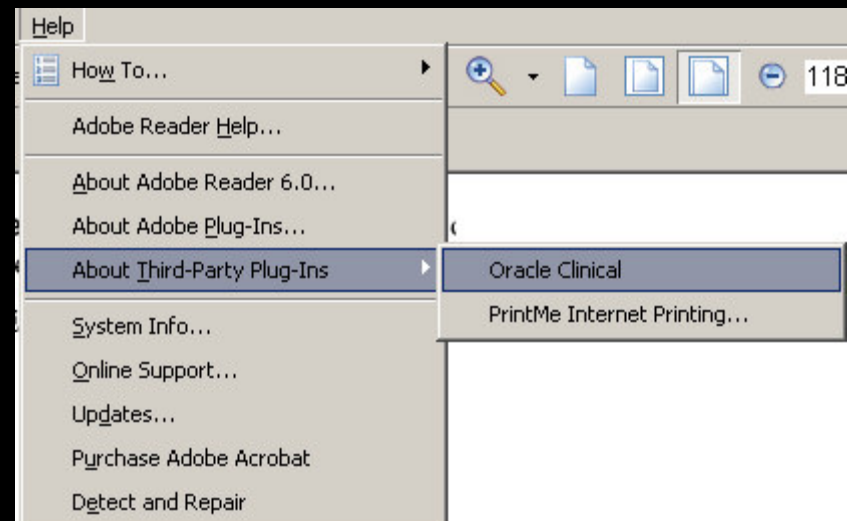 Help
How To...
118
Adobe Reader Help...
About Adobe Reader 6.0...
About Adobe Plug-Ins...
About Third-Party Plug-Ins
Oracle Clinical
PrintMe Internet Printing...
System Info...
Online Support...
Updates...
Purchase Adobe Acrobat
Detect and Repair